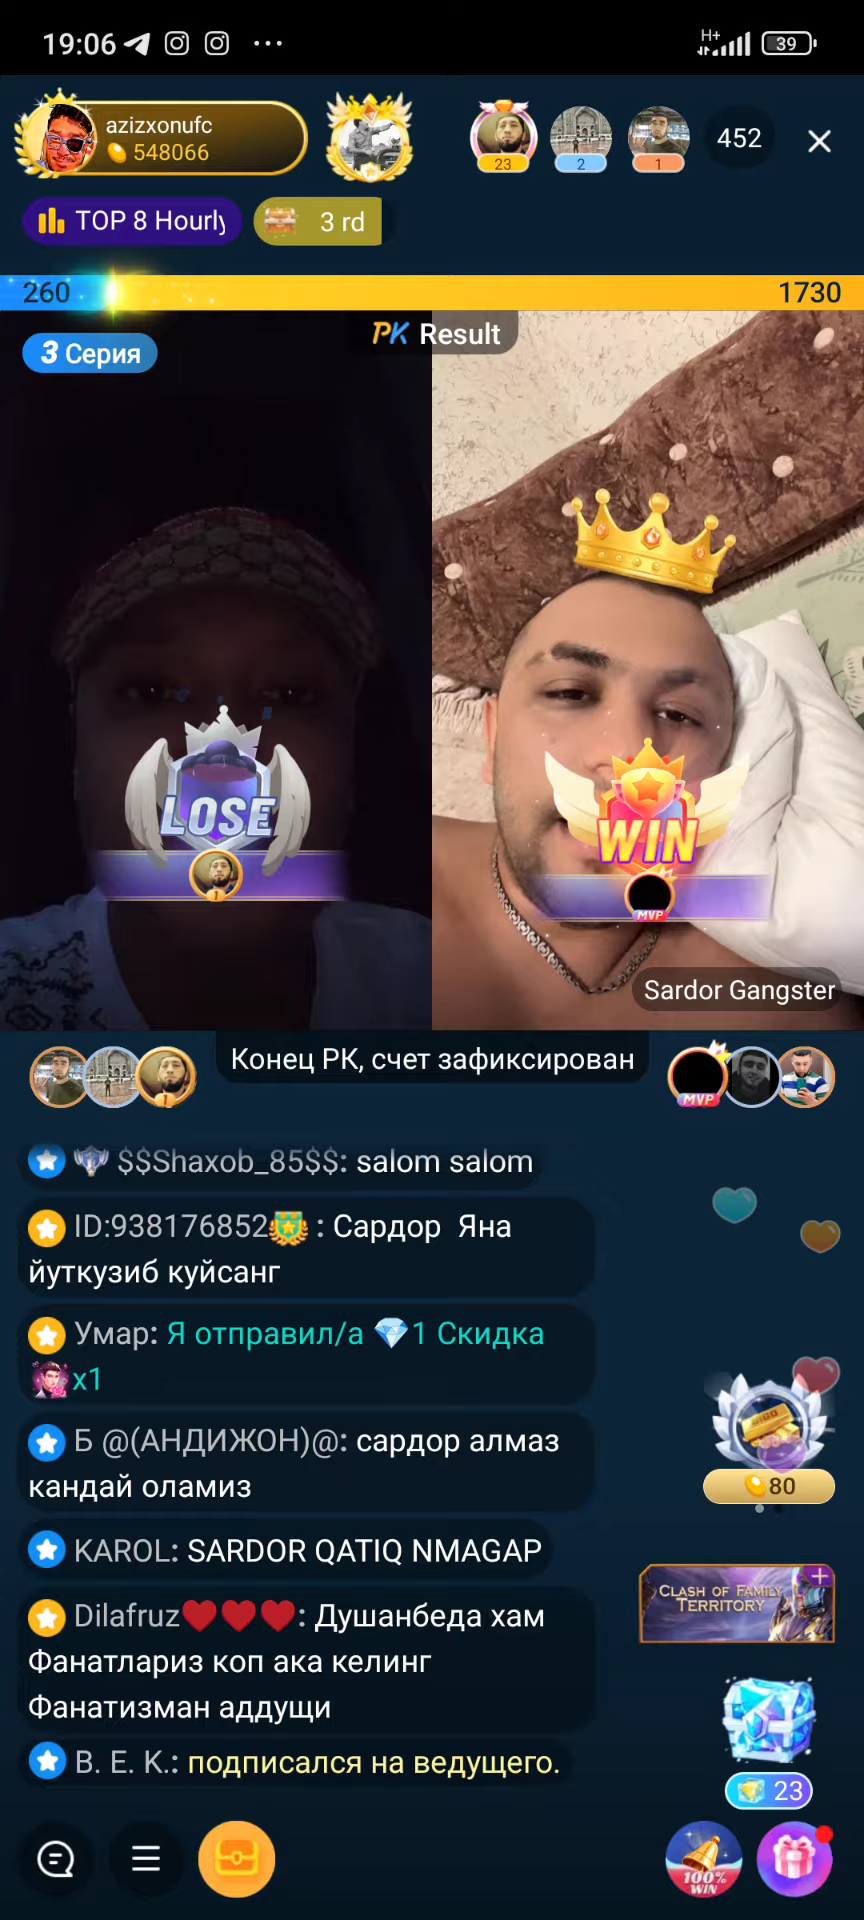 19:06
H+
39
azizxonufc
548066
23
2
1
452
TOP 8 Hourly
3 rd
260
1730
PK Result
3 Серия
LOSE
1
WIN
MVP
Sardor Gangster
Конец PK, счет зафиксирован
1
MVP
$$Shaxob_85$$: salom salom
ID:938176852 : Сардор Яна
йуткузиб куйсанг
Умар: Я отправил/а 💎1 Скидка
x1
Б @(АНДИЖОН)@: сардор алмаз
кандай оламиз
KAROL: SARDOR QATIQ NMAGAP
Dilafruz❤❤❤: Душанбеда хам
Фанатлариз коп ака келинг
Фанатизман аддущи
B. E. K.: подписался на ведущего.
80
CLASH OF FAMILY
TERRITORY
23
100%
WIN